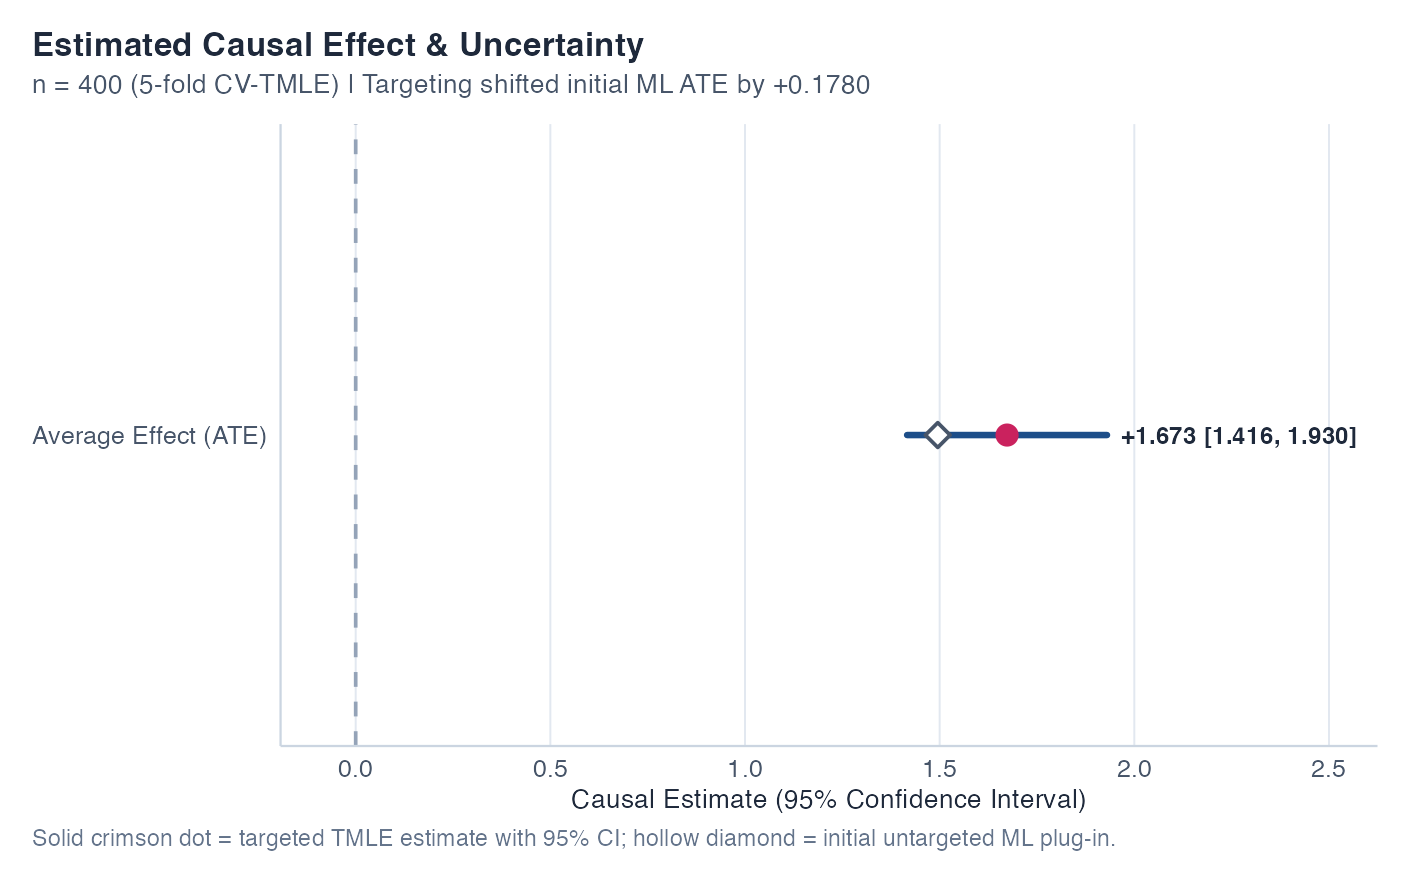 Estimated Causal Effect & Uncertainty
n = 400 (5-fold CV-TMLE) | Targeting shifted initial ML ATE by +0.1780
Average Effect (ATE)
+1.673 [1.416, 1.930]
0.0 0.5 1.0 1.5 2.0 2.5
Causal Estimate (95% Confidence Interval)
Solid crimson dot = targeted TMLE estimate with 95% CI; hollow diamond = initial untargeted ML plug-in.